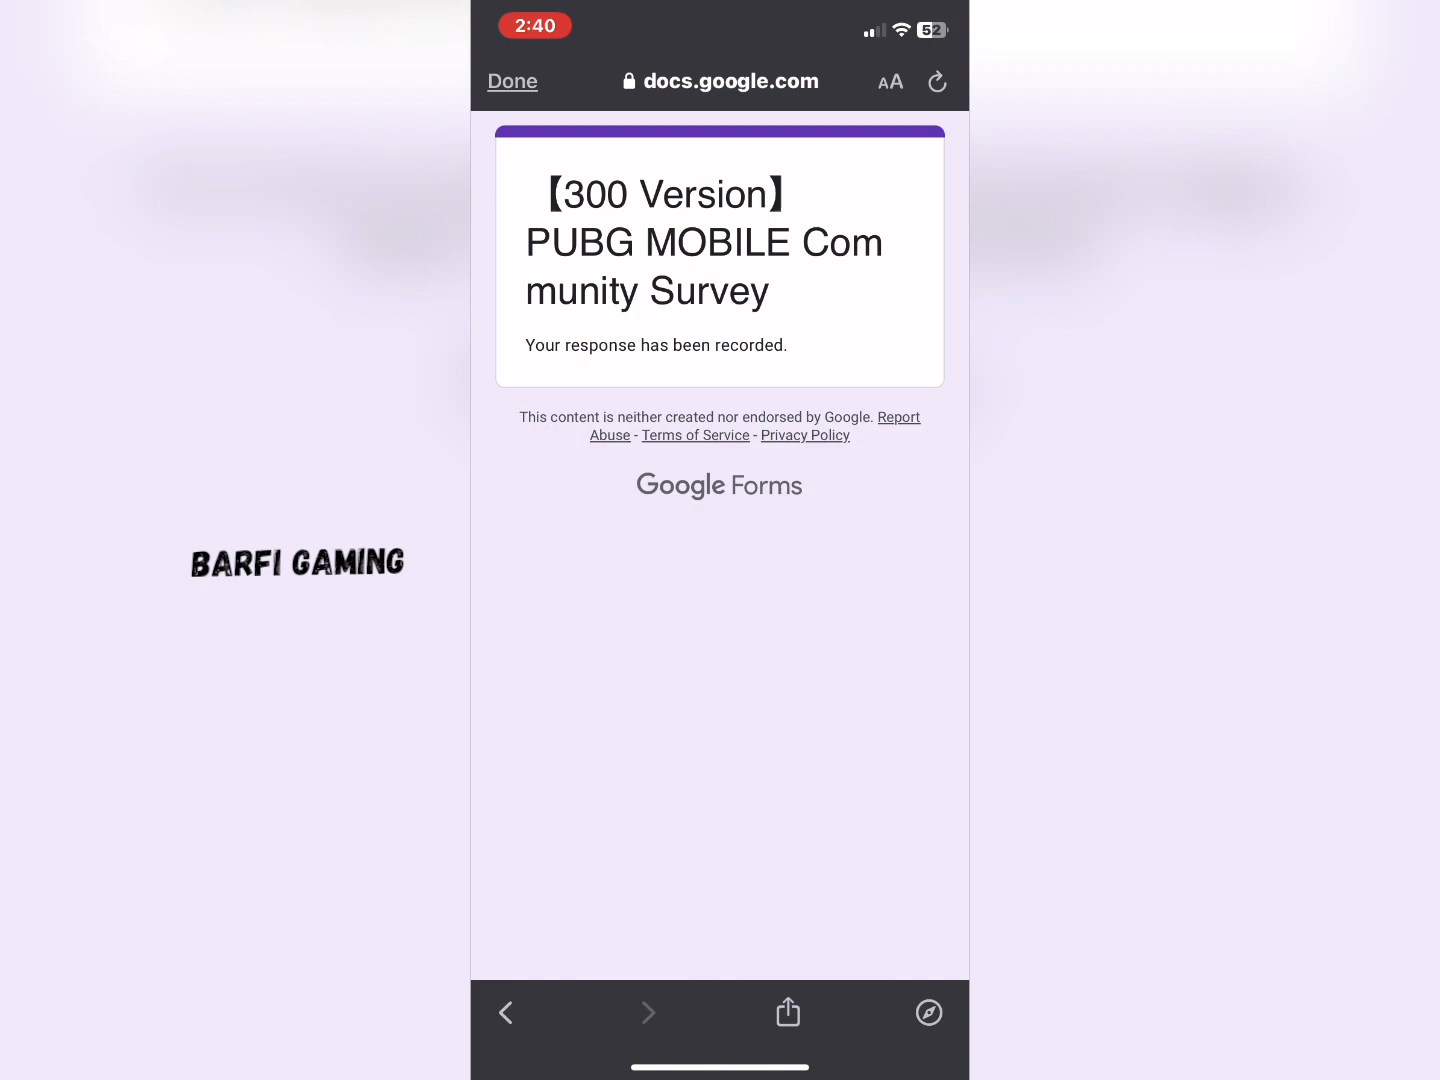 2:40
52
Done
docs.google.com
AA
【300 Version】
PUBG MOBILE Com
munity Survey
Your response has been recorded.
This content is neither created nor endorsed by Google. Report
Abuse - Terms of Service - Privacy Policy
Google Forms
BARFI GAMING